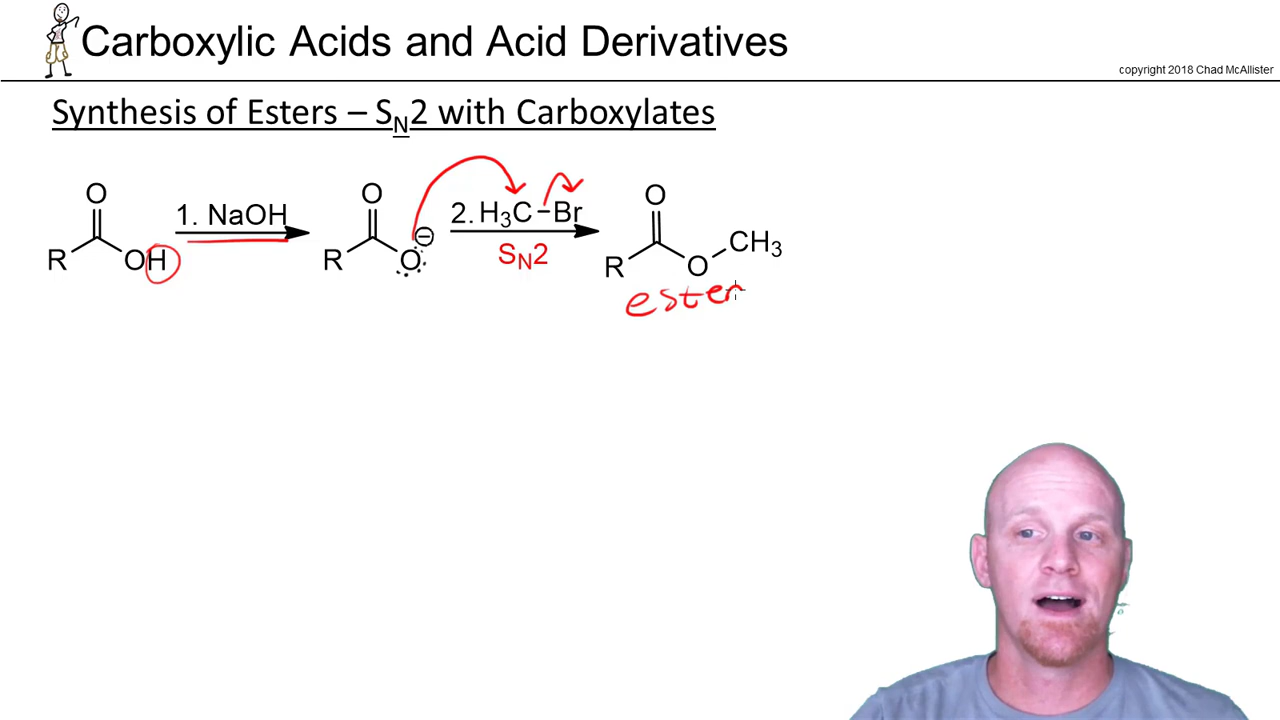 Carboxylic Acids and Acid Derivatives
copyright 2018 Chad McAllister
Synthesis of Esters – SN2 with Carboxylates
O
R
OH
1. NaOH
O
R
O
⊖
2. H3C–Br
SN2
O
R
O
CH3
ester